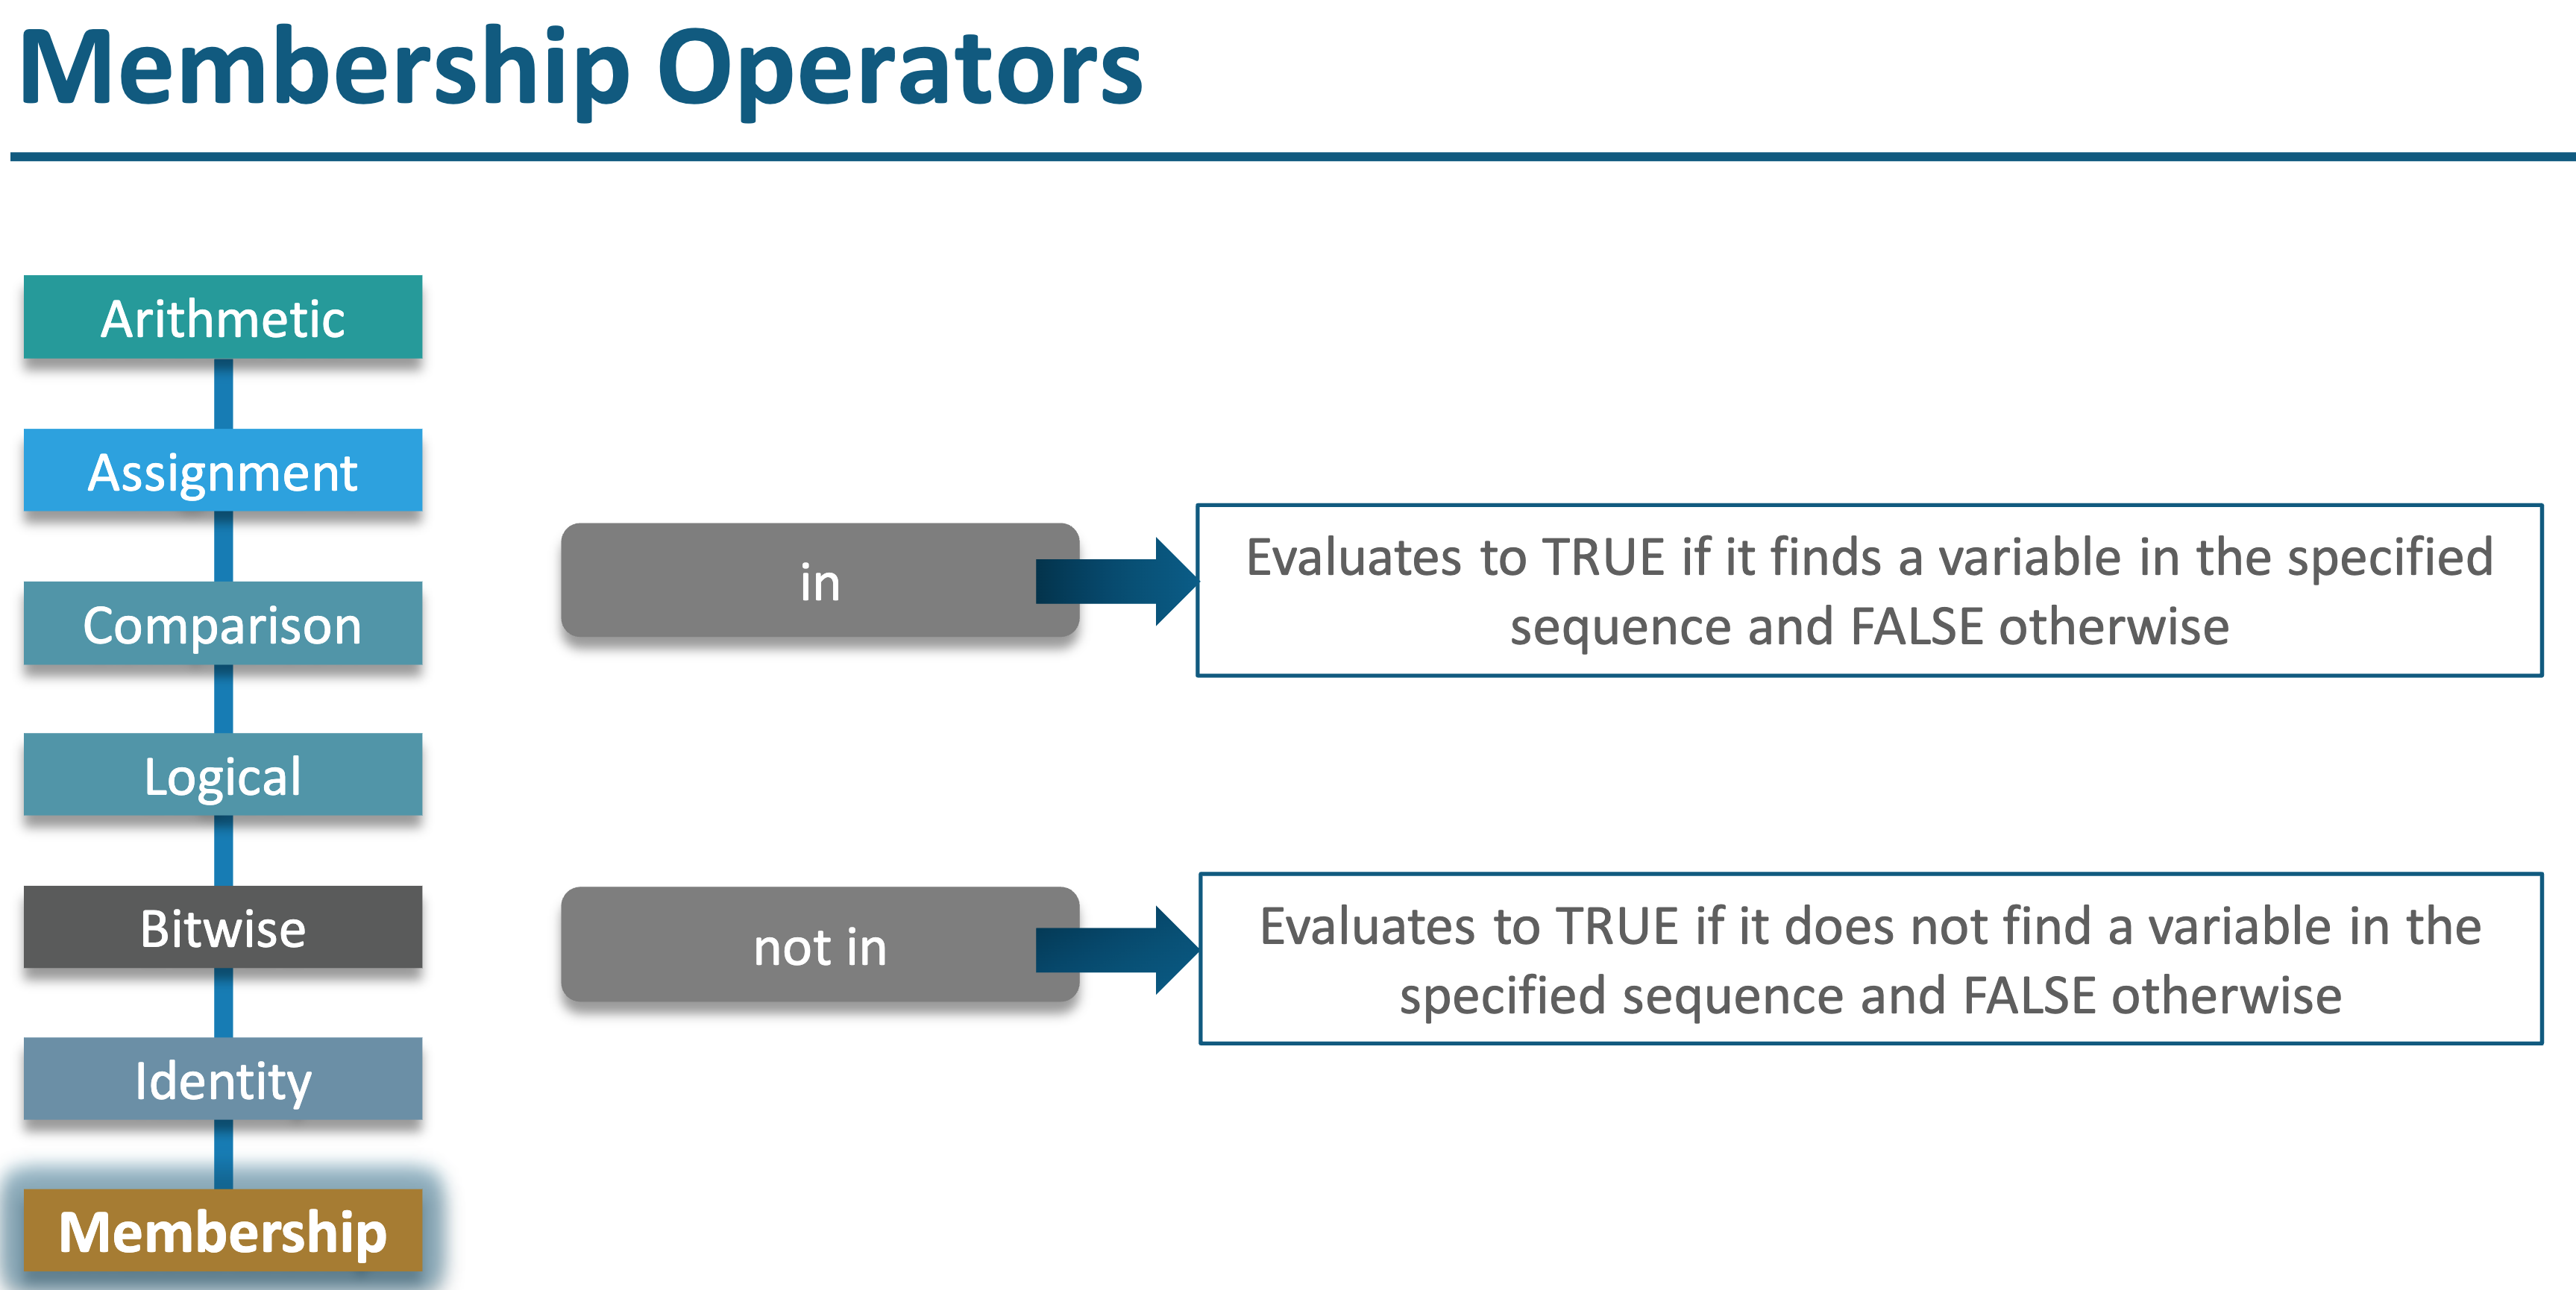 Membership Operators
Arithmetic
Assignment
Comparison
Logical
Bitwise
Identity
Membership
in
Evaluates to TRUE if it finds a variable in the specified
sequence and FALSE otherwise
not in
Evaluates to TRUE if it does not find a variable in the
specified sequence and FALSE otherwise